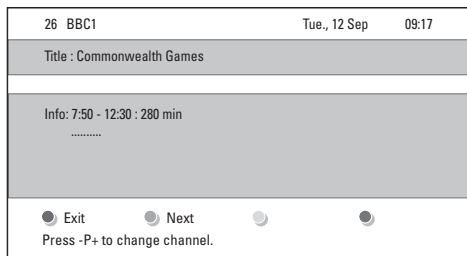 26 BBC1 Tue., 12 Sep 09:17
Title : Commonwealth Games
Info: 7:50 - 12:30 : 280 min
..........
Exit Next
Press -P+ to change channel.